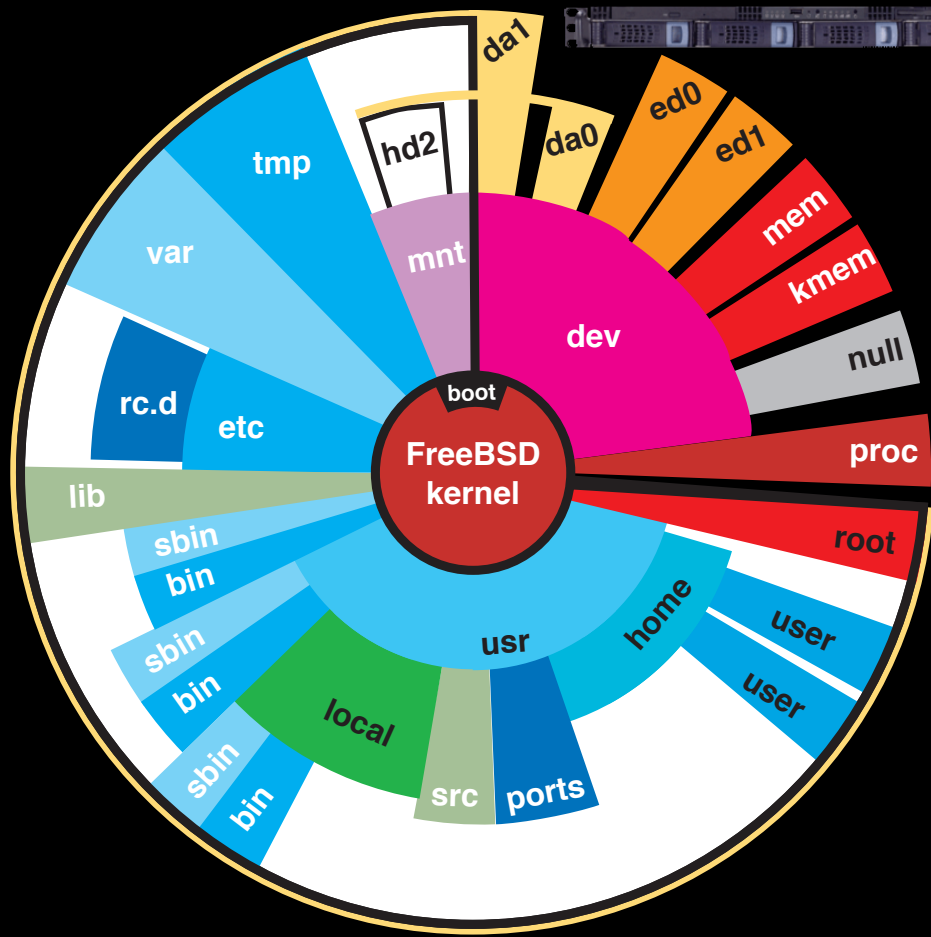 da1
da0
ed0
ed1
hd2
tmp
mem
mnt
var
kmem
dev
null
boot
rc.d
etc
FreeBSD
kernel
proc
lib
sbin
root
bin
home
user
sbin
usr
bin
user
local
sbin
src
ports
bin